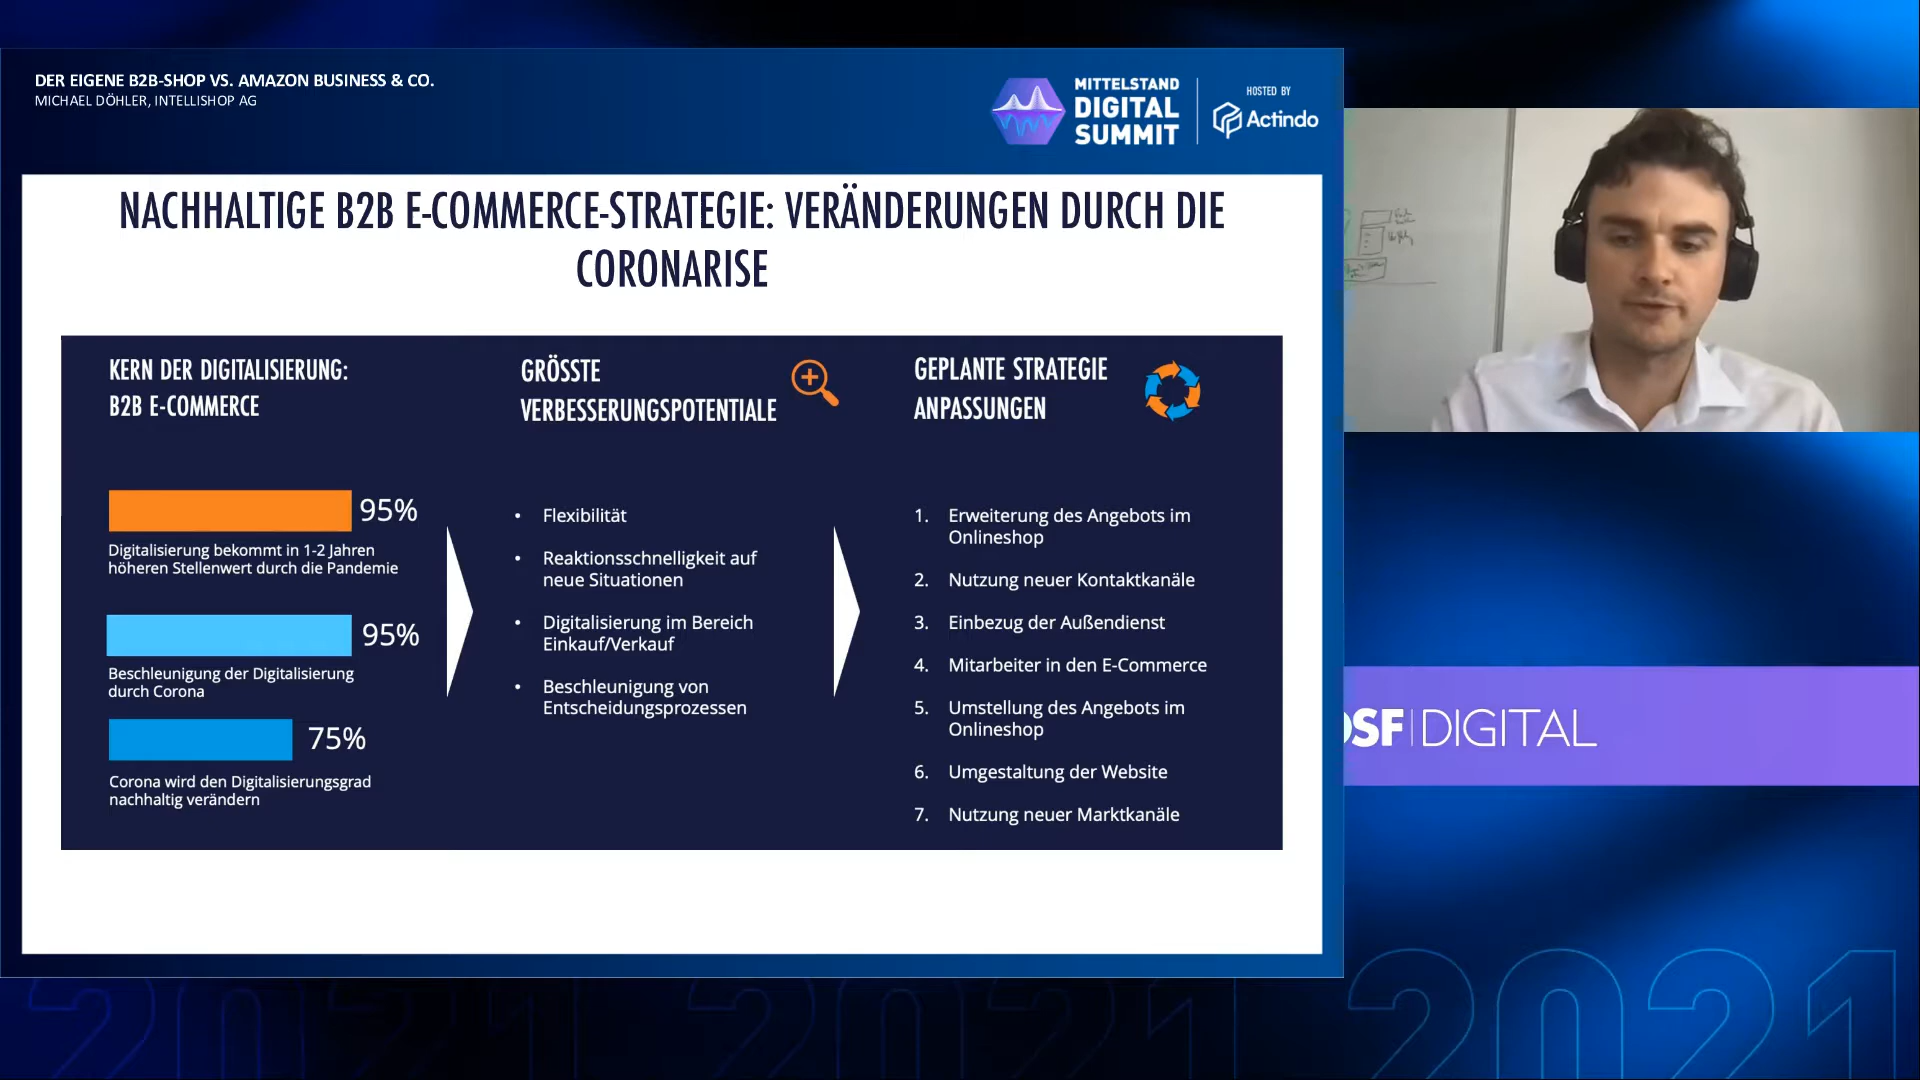 DER EIGENE B2B-SHOP VS. AMAZON BUSINESS & CO.
MICHAEL DÖHLER, INTELLISHOP AG
MITTELSTAND
DIGITAL
SUMMIT
HOSTED BY
Actindo
NACHHALTIGE B2B E-COMMERCE-STRATEGIE: VERÄNDERUNGEN DURCH DIE
CORONARISE
KERN DER DIGITALISIERUNG:
B2B E-COMMERCE
95%
Digitalisierung bekommt in 1-2 Jahren
höheren Stellenwert durch die Pandemie
95%
Beschleunigung der Digitalisierung
durch Corona
75%
Corona wird den Digitalisierungsgrad
nachhaltig verändern
GRÖSSTE
VERBESSERUNGSPOTENTIALE
• Flexibilität
• Reaktionsschnelligkeit auf
neue Situationen
• Digitalisierung im Bereich
Einkauf/Verkauf
• Beschleunigung von
Entscheidungsprozessen
GEPLANTE STRATEGIE
ANPASSUNGEN
1. Erweiterung des Angebots im
Onlineshop
2. Nutzung neuer Kontaktkanäle
3. Einbezug der Außendienst
4. Mitarbeiter in den E-Commerce
5. Umstellung des Angebots im
Onlineshop
6. Umgestaltung der Website
7. Nutzung neuer Marktkanäle
SF DIGITAL
2021 2021 2021